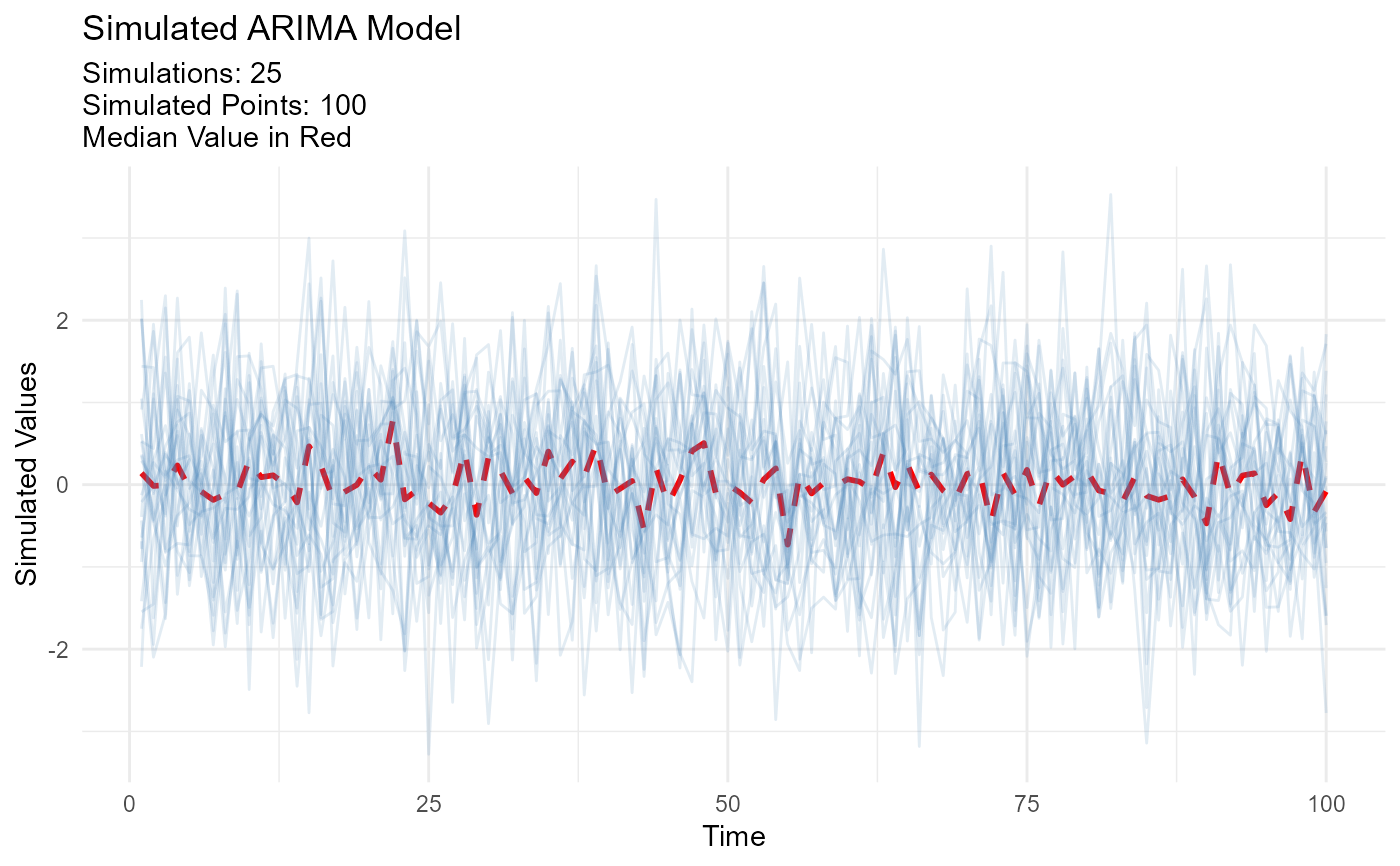 Simulated ARIMA Model
Simulations: 25
Simulated Points: 100
Median Value in Red
Simulated Values
2
0
-2
0
25
50
75
100
Time